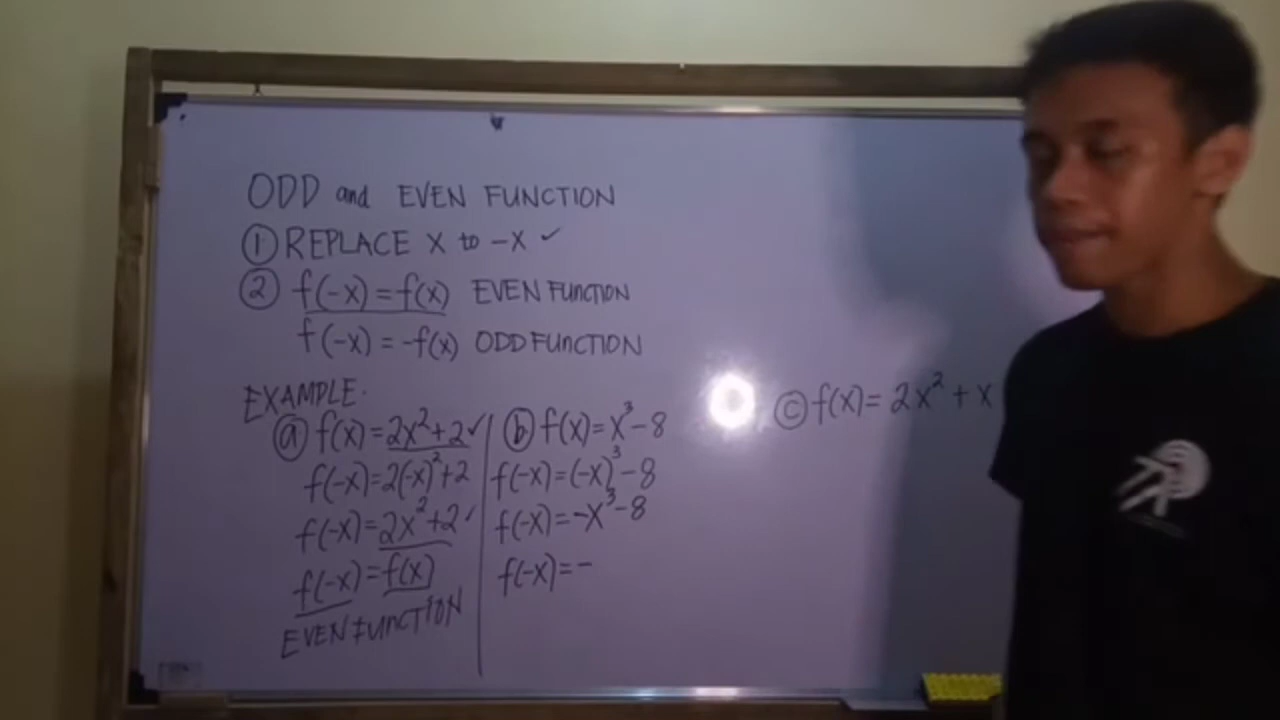 ODD and EVEN FUNCTION
① REPLACE X to -X ✓
② f(-x) = f(x) EVEN FUNCTION
f(-x) = -f(x) ODD FUNCTION
EXAMPLE.
ⓐ f(x) = 2x²+2 ✓
f(-x) = 2(-x)²+2
f(-x) = 2x²+2 ✓
f(-x) = f(x)
EVEN FUNCTION
ⓑ f(x) = x³-8
f(-x) = (-x)³-8
f(-x) = -x³-8
f(-x) = -
ⓒ f(x) = 2x² + x